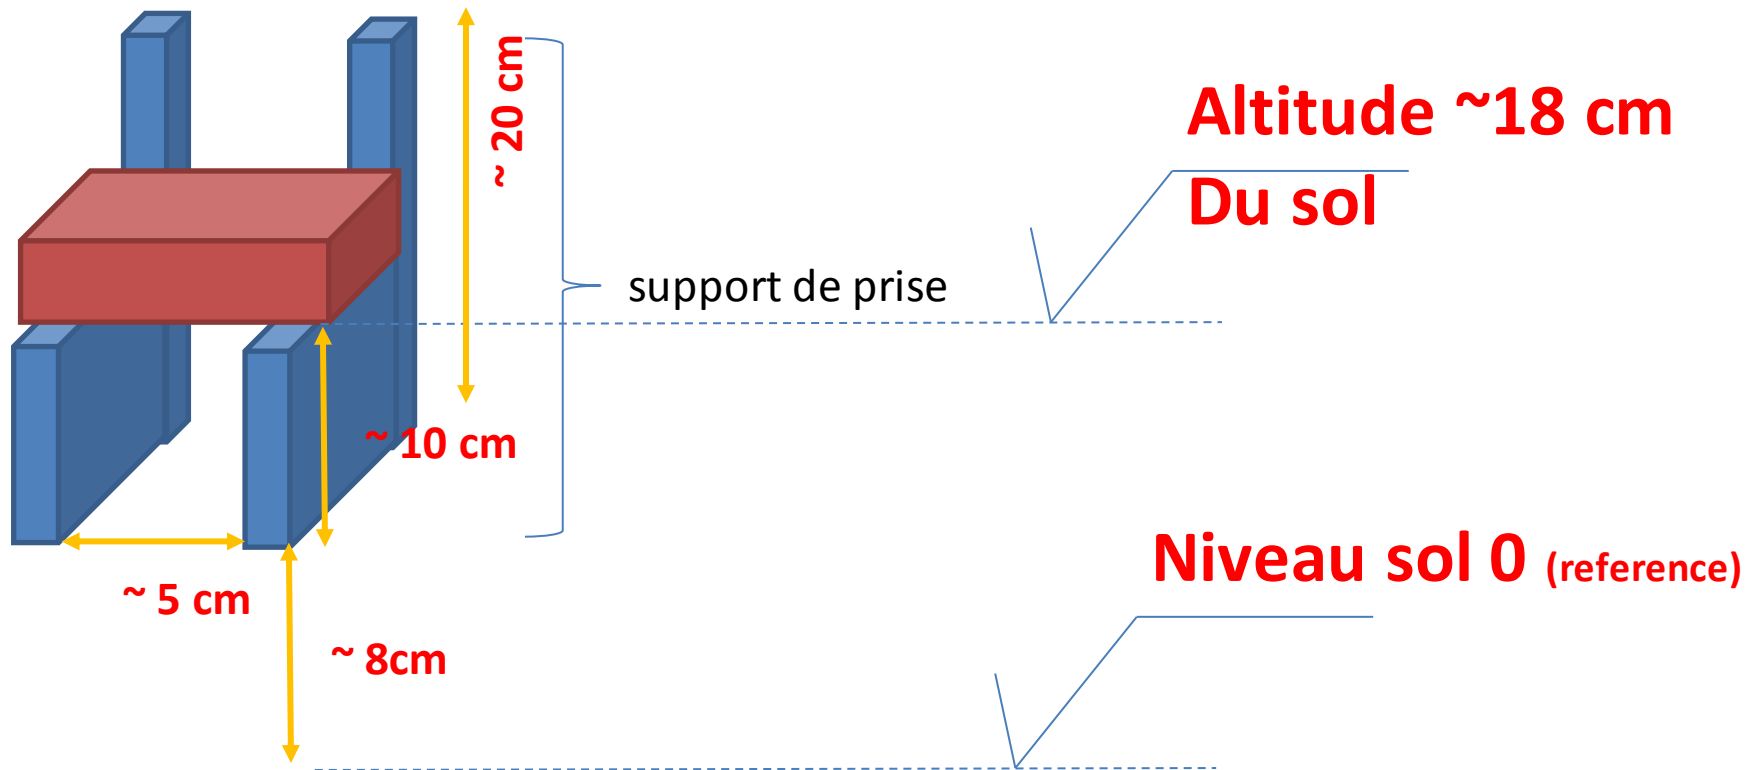 ~ 20 cm
Altitude ~18 cm
Du sol
support de prise
~ 10 cm
Niveau sol 0 (reference)
~ 5 cm
~ 8cm